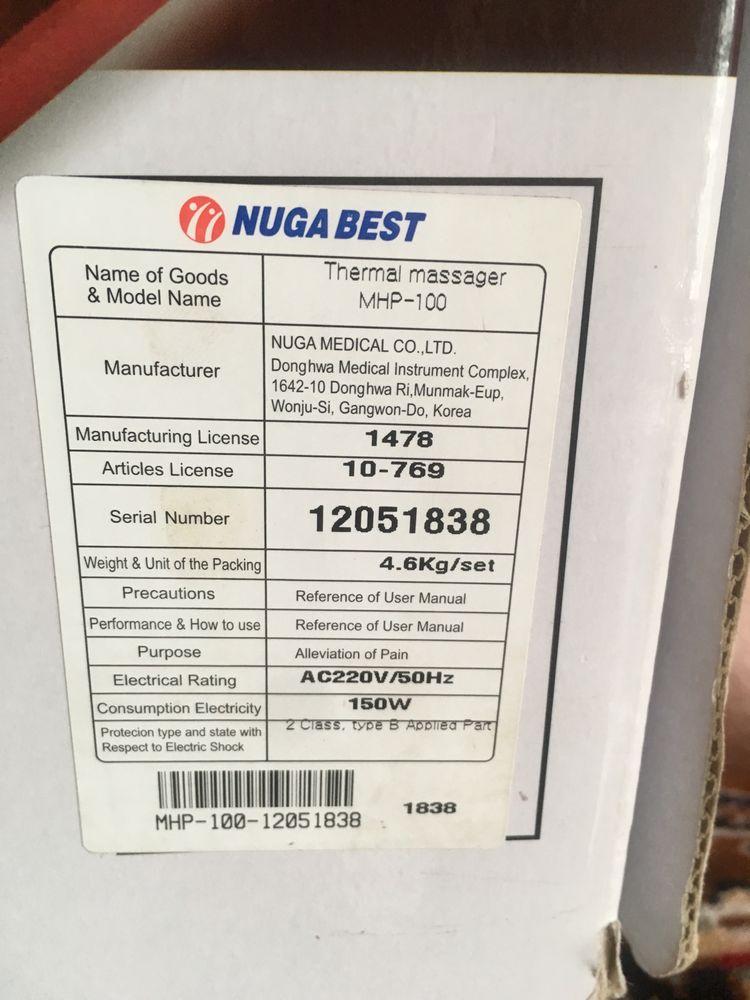 NUGA BEST
Name of Goods
& Model Name
Thermal massager
MHP-100
Manufacturer
NUGA MEDICAL CO.,LTD.
Donghwa Medical Instrument Complex,
1642-10 Donghwa Ri,Munmak-Eup,
Wonju-Si, Gangwon-Do, Korea
Manufacturing License 1478
Articles License 10-769
Serial Number 12051838
Weight & Unit of the Packing 4.6Kg/set
Precautions Reference of User Manual
Performance & How to use Reference of User Manual
Purpose Alleviation of Pain
Electrical Rating AC220V/50Hz
Consumption Electricity 150W
Protecion type and state with
Respect to Electric Shock
2 Class, type B Applied Part
MHP-100-12051838
1838